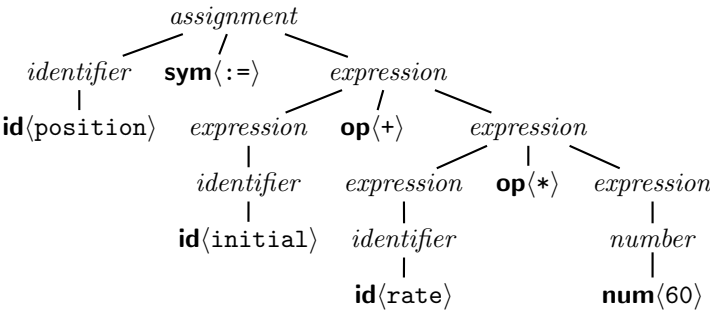 assignment
identifier sym⟨:=⟩ expression
id⟨position⟩ expression op⟨+⟩ expression
identifier expression op⟨*⟩ expression
id⟨initial⟩ identifier number
id⟨rate⟩ num⟨60⟩